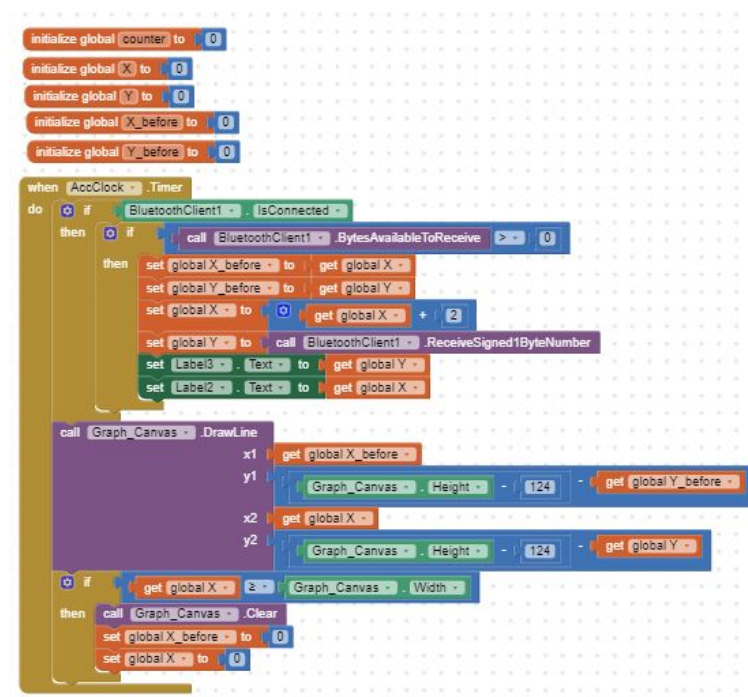 initialize global counter to 0
initialize global X to 0
initialize global Y to 0
initialize global X_before to 0
initialize global Y_before to 0
when AccClock .Timer
do if BluetoothClient1 . IsConnected
then if call BluetoothClient1 .BytesAvailableToReceive > 0
then set global X_before to get global X
set global Y_before to get global Y
set global X to get global X + 2
set global Y to call BluetoothClient1 .ReceiveSigned1ByteNumber
set Label3 . Text to get global Y
set Label2 . Text to get global X
call Graph_Canvas .DrawLine
x1 get global X_before
y1 Graph_Canvas . Height - 124 - get global Y_before
x2 get global X
y2 Graph_Canvas . Height - 124 - get global Y
if get global X ≥ Graph_Canvas . Width
then call Graph_Canvas .Clear
set global X_before to 0
set global X to 0